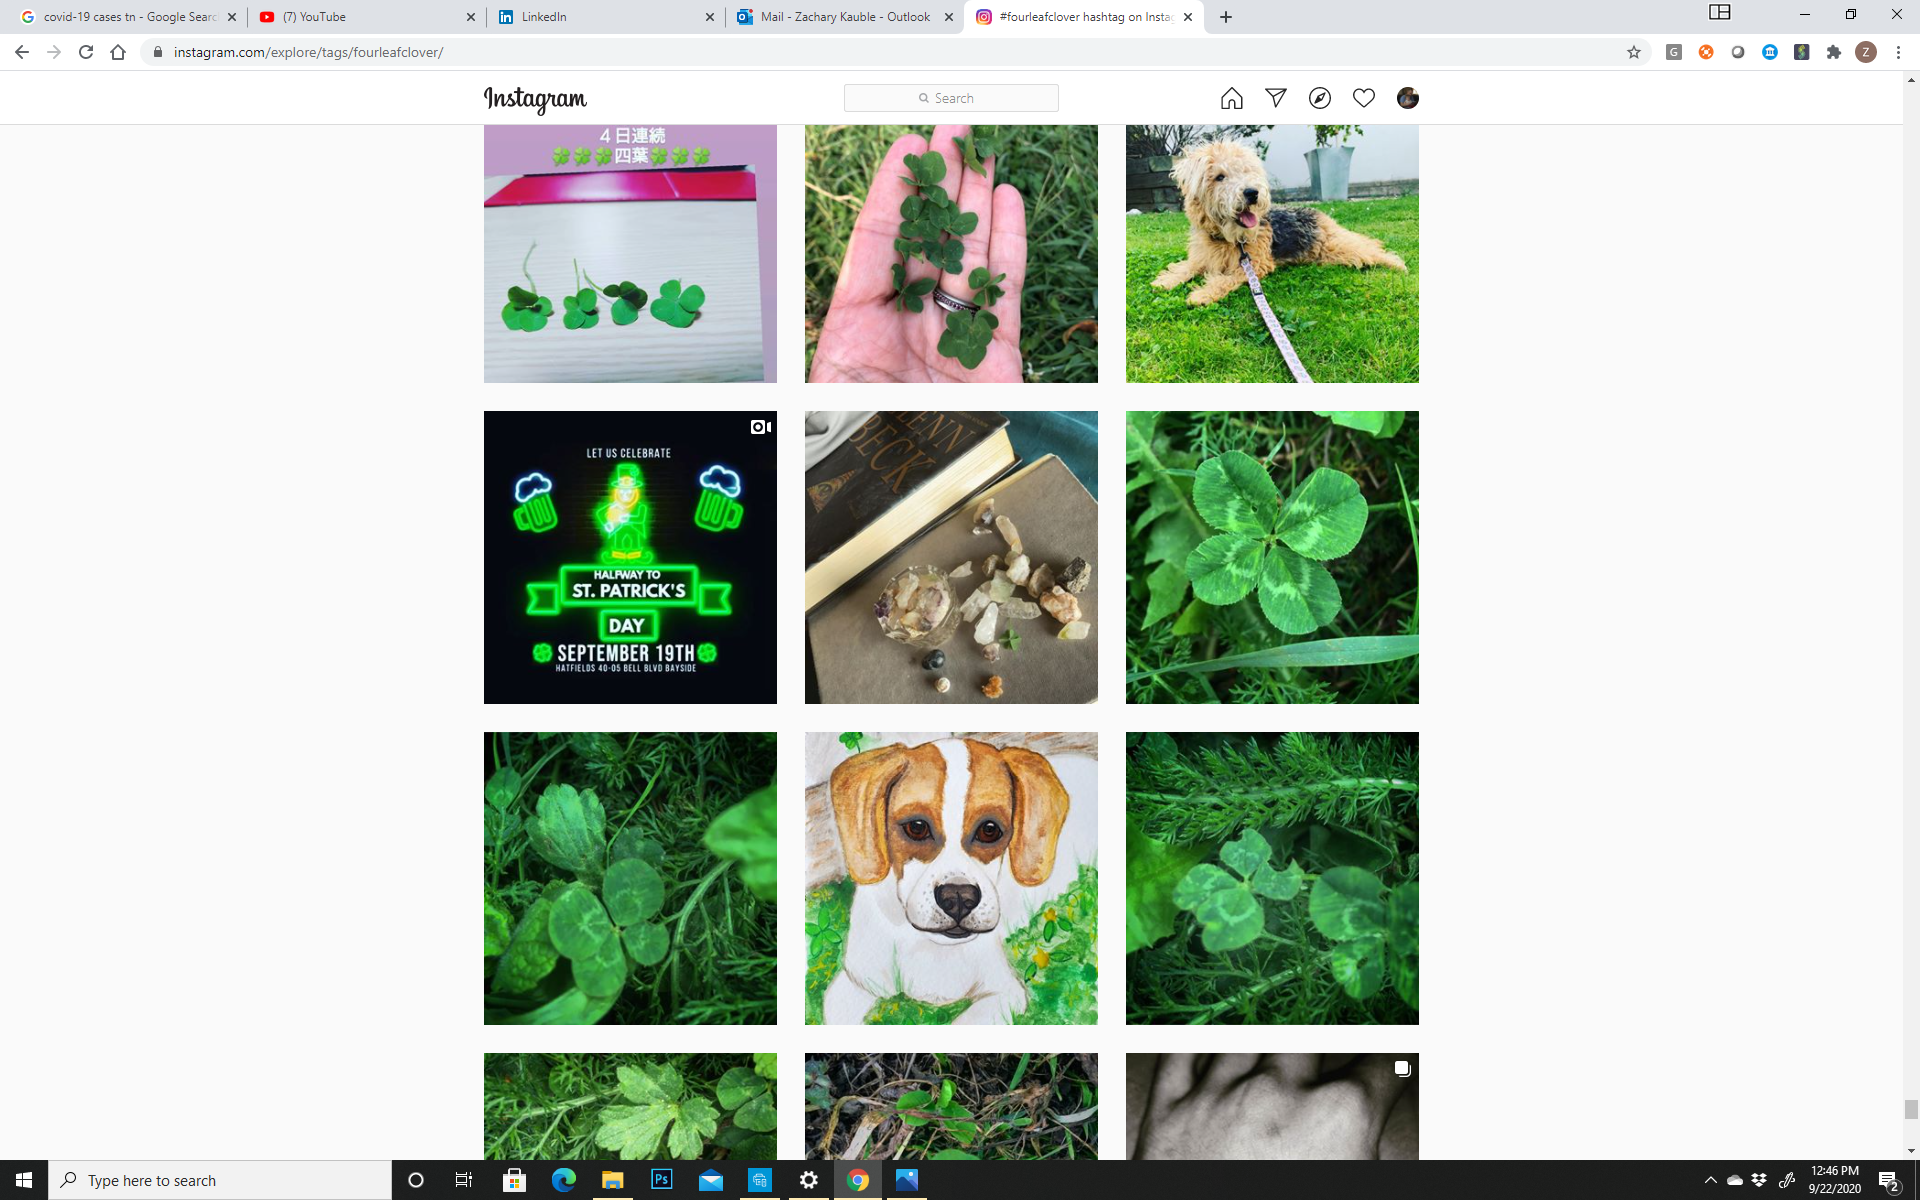 covid-19 cases tn - Google Searc
(7) YouTube
LinkedIn
Mail - Zachary Kauble - Outlook
#fourleafclover hashtag on Insta
instagram.com/explore/tags/fourleafclover/
G
Z
Instagram
Search
4日連続
🍀🍀🍀四葉🍀🍀🍀
LET US CELEBRATE
HALFWAY TO
ST. PATRICK'S
DAY
SEPTEMBER 19TH
HATFIELDS 40-05 BELL BLVD BAYSIDE
BECK
Type here to search
Ps
12:46 PM
9/22/2020
2